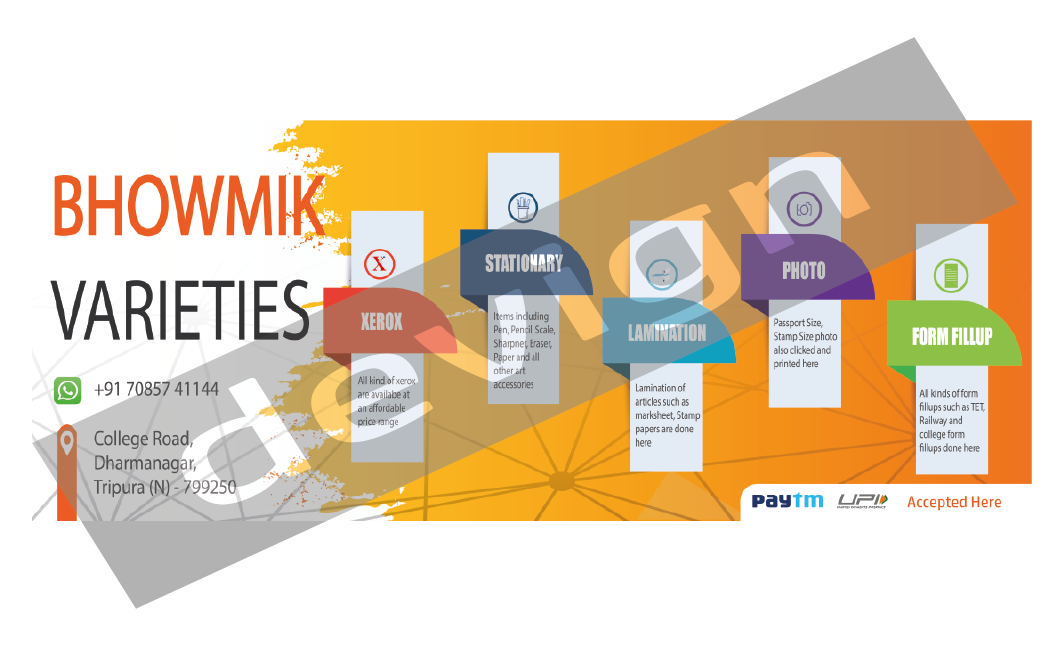 BHOWMIK
VARIETIES
+91 70857 41144
College Road,
Dharmanagar,
Tripura (N) - 799250
X
XEROX
All kind of xerox
are availabe at
an affordable
price range
STATIONARY
Items including
Pen, Pencil Scale,
Sharpner, Eraser,
Paper and all
other art
accessories
LAMINATION
Lamination of
articles such as
marksheet, Stamp
papers are done
here
PHOTO
Passport Size,
Stamp Size photo
also clicked and
printed here
FORM FILLUP
All kinds of form
fillups such as TET,
Railway and
college form
fillups done here
paytm UPI Accepted Here
UNIFIED PAYMENTS INTERFACE
devign